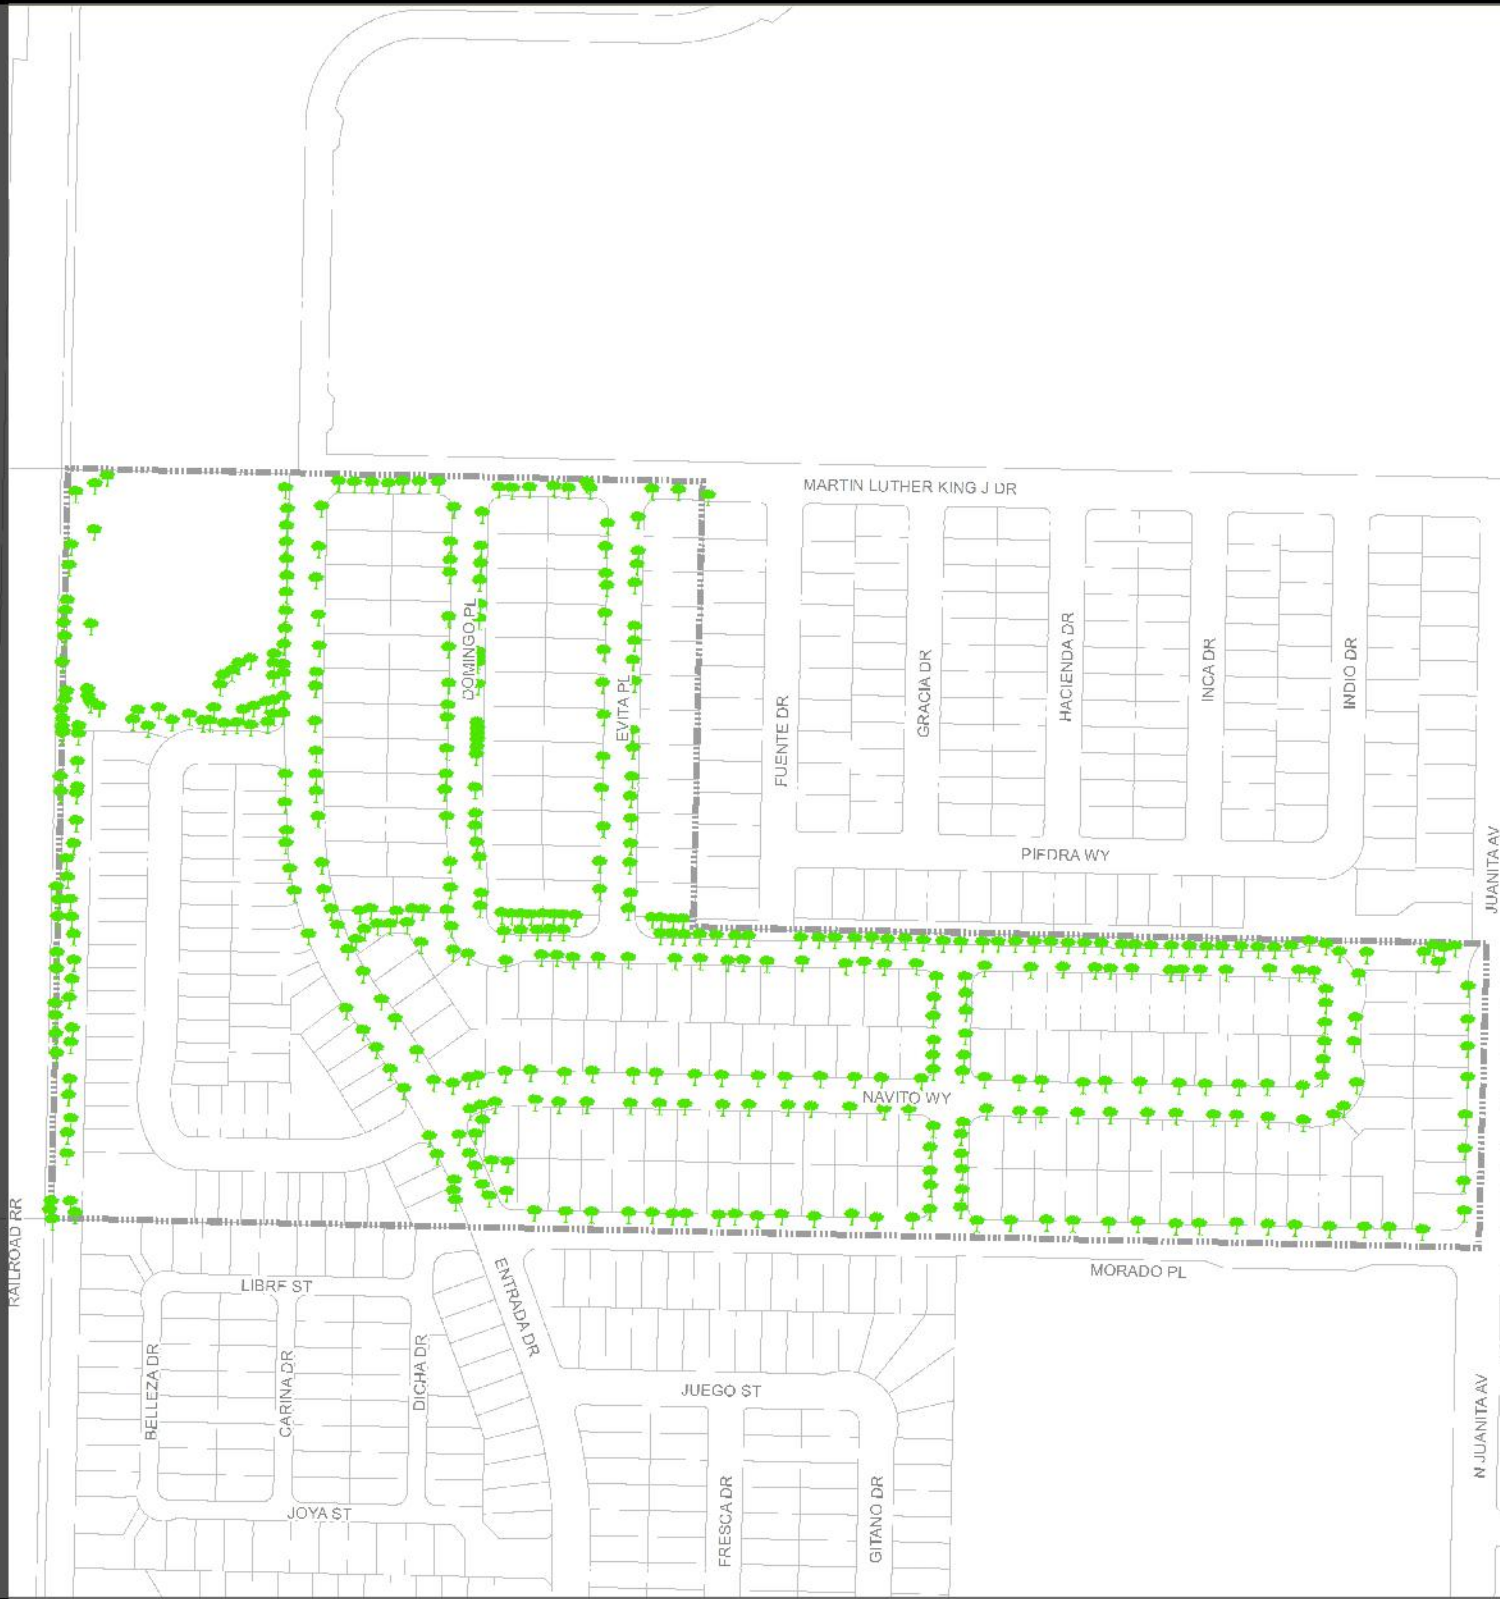 MARTIN LUTHER KING J DR
DOMINGO PL
EVITA PL
FUENTE DR
GRACIA DR
HACIENDA DR
INCA DR
INDIO DR
PIEDRA WY
JUANITA AV
NAVITO WY
RAILROAD RR
MORADO PL
LIBRE ST
ENTRADA DR
BELLEZA DR
CARINA DR
DICHA DR
JUEGO ST
N JUANITA AV
JOYA ST
FRESCA DR
GITANO DR